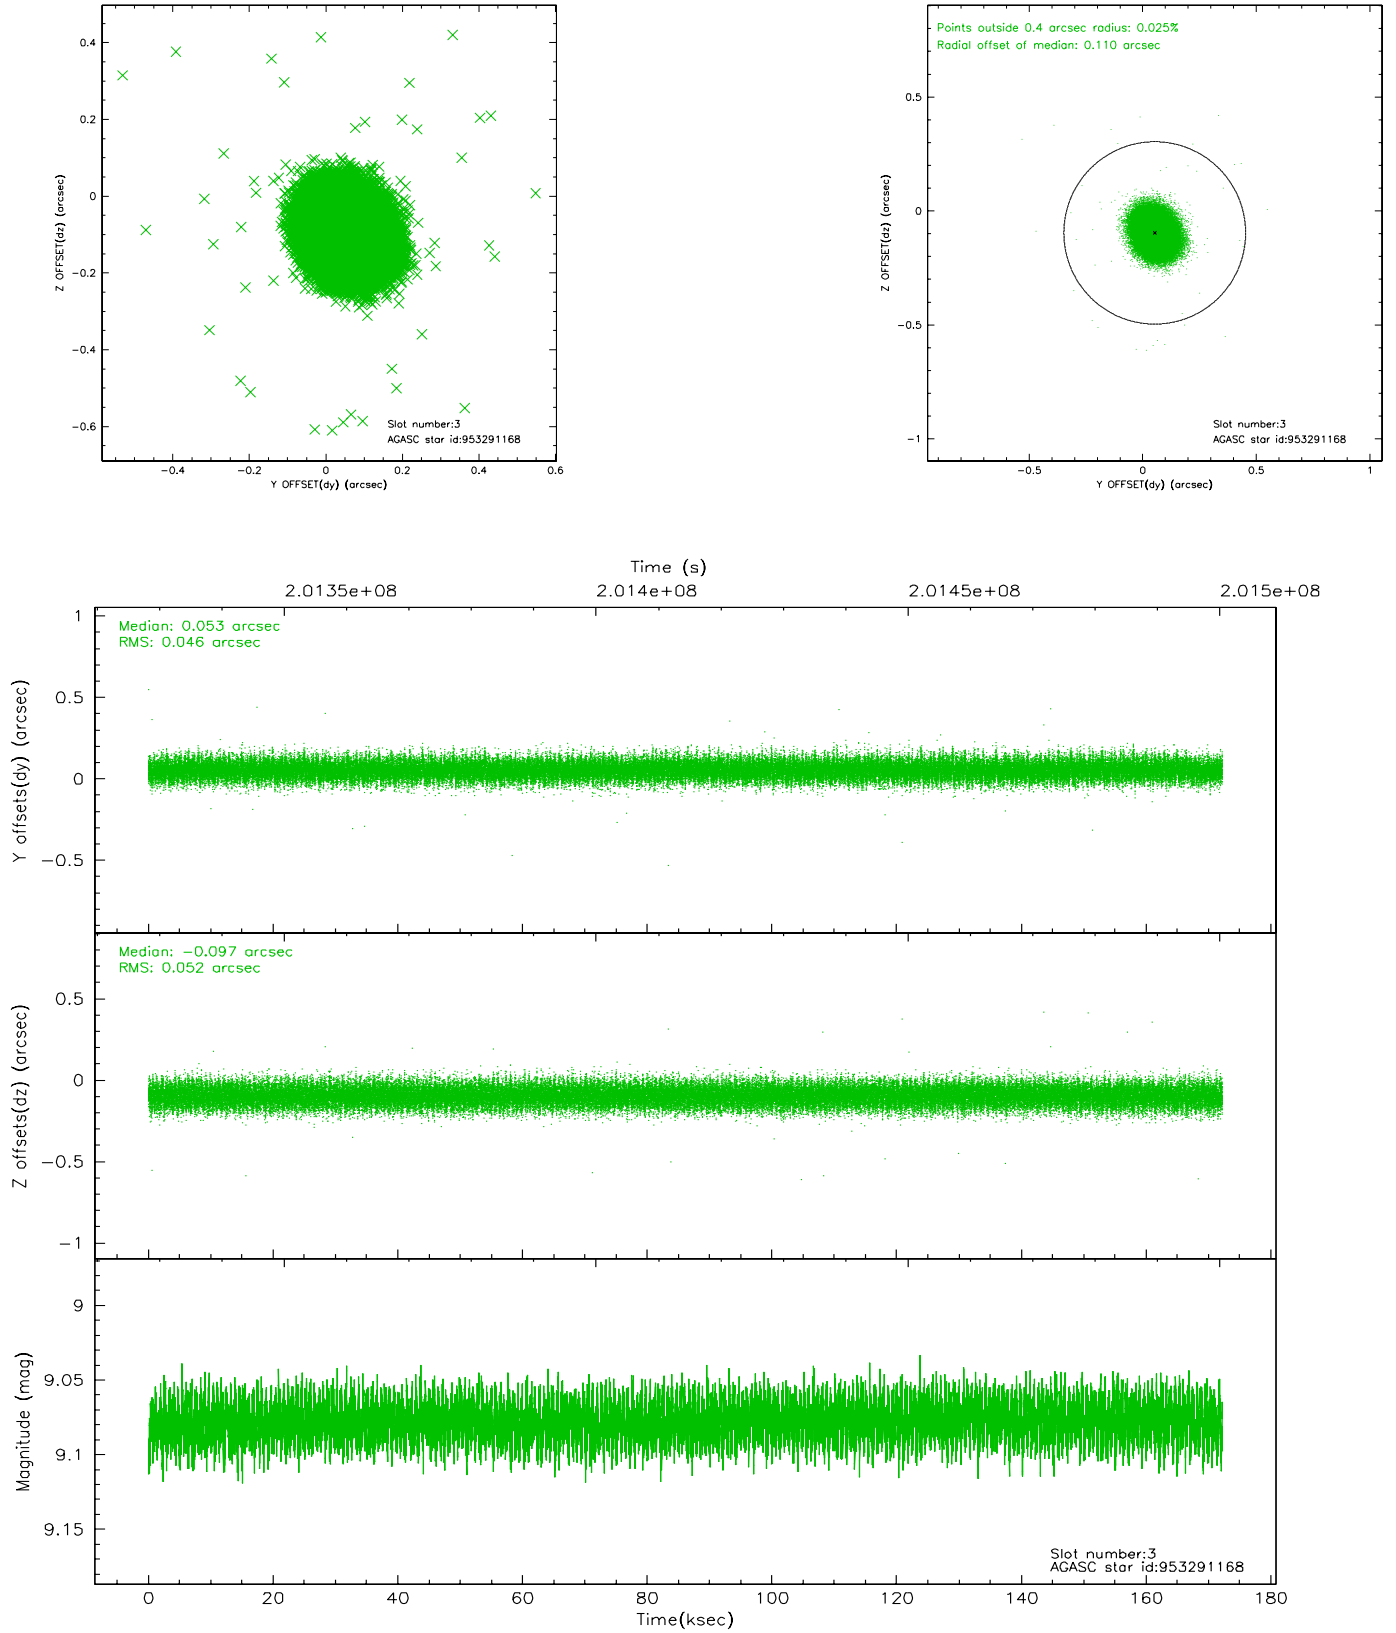 0.4
0.2
0
−0.2
−0.4
−0.6
Z OFFSET(dz) (arcsec)
−0.4 −0.2 0 0.2 0.4 0.6
Y OFFSET(dy) (arcsec)
Slot number:3
AGASC star id:953291168
Points outside 0.4 arcsec radius: 0.025%
Radial offset of median: 0.110 arcsec
0.5
0
−0.5
−1
Z OFFSET(dz) (arcsec)
−0.5 0 0.5 1
Y OFFSET(dy) (arcsec)
Slot number:3
AGASC star id:953291168
Time (s)
2.0135e+08 2.014e+08 2.0145e+08 2.015e+08
Median: 0.053 arcsec
RMS: 0.046 arcsec
1
0.5
0
−0.5
Y offsets(dy) (arcsec)
Median: −0.097 arcsec
RMS: 0.052 arcsec
0.5
0
−0.5
−1
Z offsets(dz) (arcsec)
9
9.05
9.1
9.15
Magnitude (mag)
Slot number:3
AGASC star id:953291168
0 20 40 60 80 100 120 140 160 180
Time(ksec)